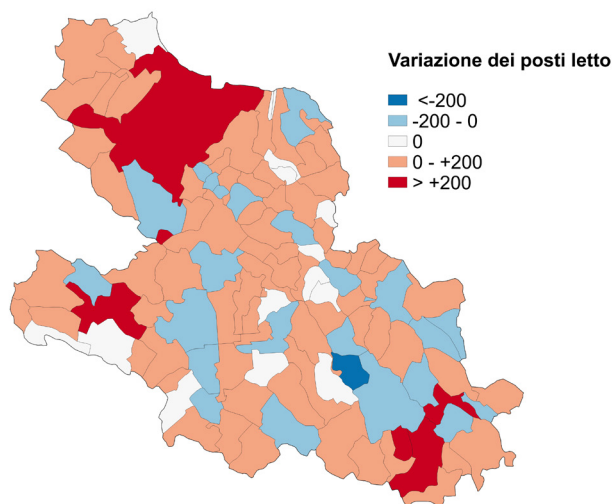 Variazione dei posti letto
<-200
-200 - 0
0
0 - +200
> +200